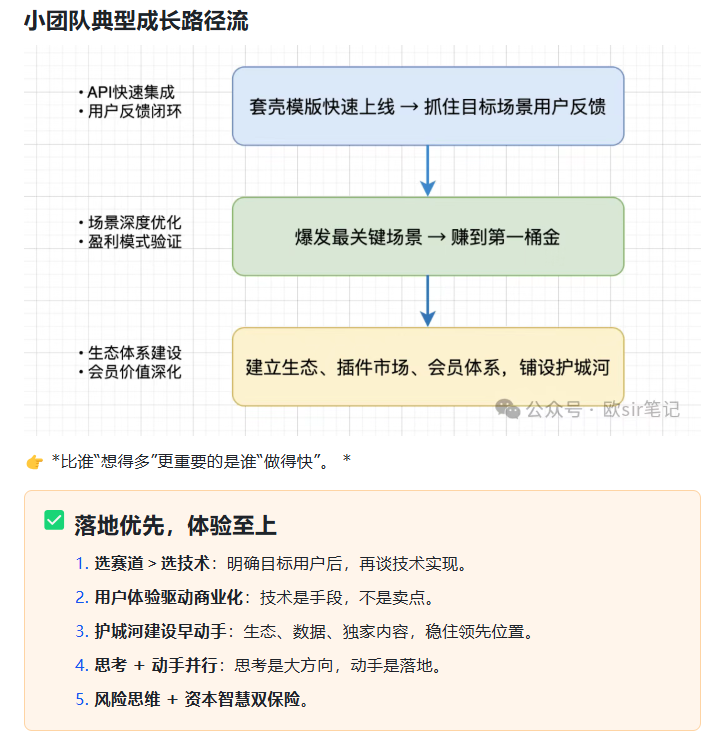 小团队典型成长路径流
• API快速集成
• 用户反馈闭环
套壳模版快速上线 → 抓住目标场景用户反馈
• 场景深度优化
• 盈利模式验证
爆发最关键场景 → 赚到第一桶金
• 生态体系建设
• 会员价值深化
建立生态、插件市场、会员体系，铺设护城河
公众号 · 欧sir笔记
👉 *比谁“想得多”更重要的是谁“做得快”。 *
✅ 落地优先，体验至上
1. 选赛道 > 选技术：明确目标用户后，再谈技术实现。
2. 用户体验驱动商业化：技术是手段，不是卖点。
3. 护城河建设早动手：生态、数据、独家内容，稳住领先位置。
4. 思考 + 动手并行：思考是大方向，动手是落地。
5. 风险思维 + 资本智慧双保险。